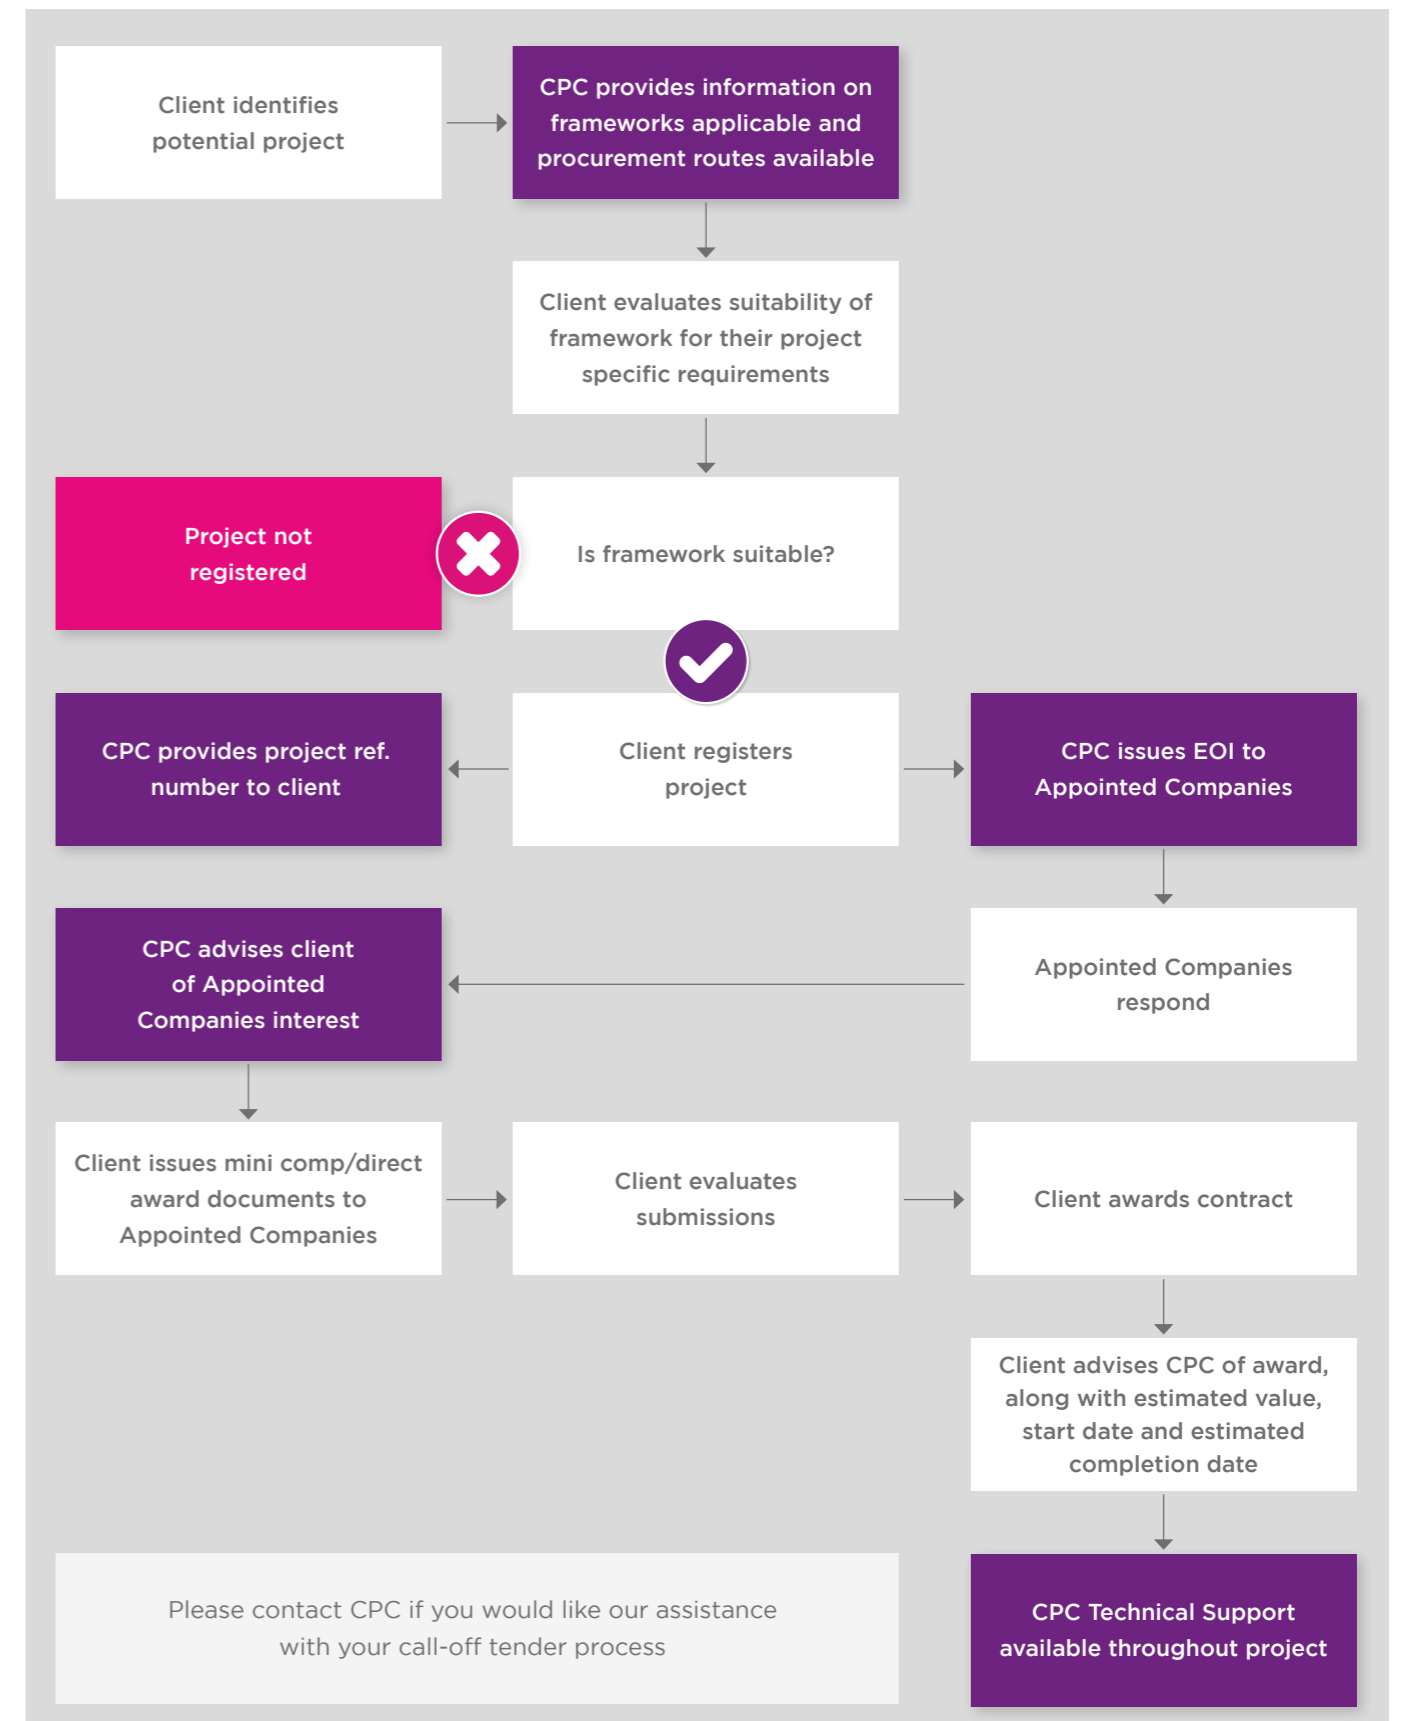 Client identifies
potential project
CPC provides information on
frameworks applicable and
procurement routes available
Client evaluates suitability of
framework for their project
specific requirements
Project not
registered
Is framework suitable?
CPC provides project ref.
number to client
Client registers
project
CPC issues EOI to
Appointed Companies
CPC advises client
of Appointed
Companies interest
Appointed Companies
respond
Client issues mini comp/direct
award documents to
Appointed Companies
Client evaluates
submissions
Client awards contract
Client advises CPC of award,
along with estimated value,
start date and estimated
completion date
Please contact CPC if you would like our assistance
with your call-off tender process
CPC Technical Support
available throughout project